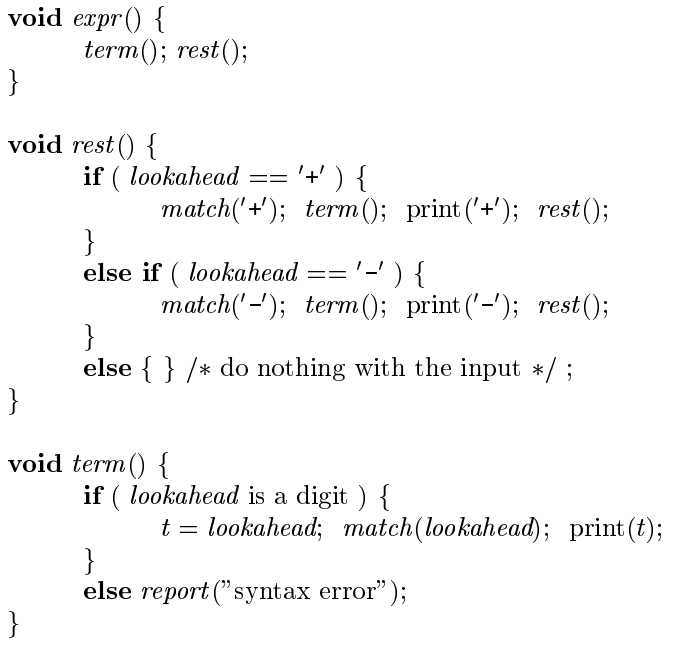 void expr() {
term(); rest();
}
void rest() {
if ( lookahead == '+' ) {
match('+'); term(); print('+'); rest();
}
else if ( lookahead == '-' ) {
match('-'); term(); print('-'); rest();
}
else { } /* do nothing with the input */ ;
}
void term() {
if ( lookahead is a digit ) {
t = lookahead; match(lookahead); print(t);
}
else report("syntax error");
}